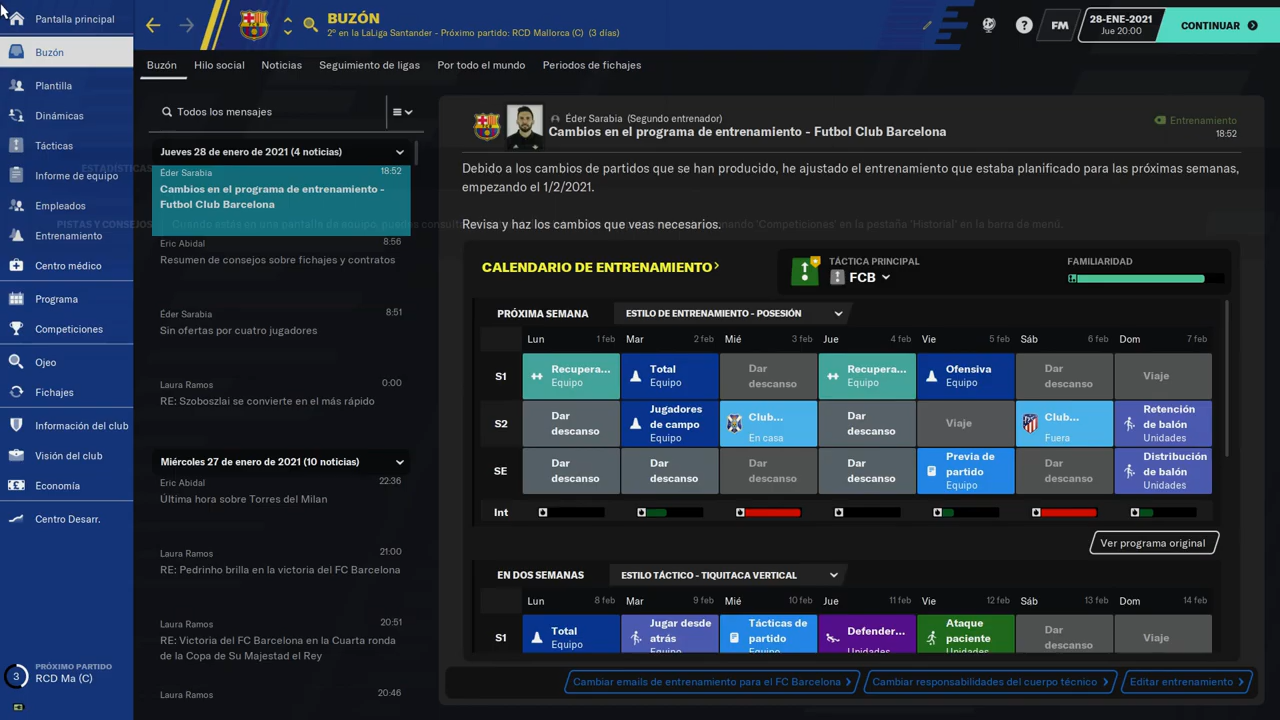 Pantalla principal
Buzón
Plantilla
Dinámicas
Tácticas
Informe de equipo
Empleados
Entrenamiento
Centro médico
Programa
Competiciones
Ojeo
Fichajes
Información del club
Visión del club
Economía
Centro Desarr.
3
PRÓXIMO PARTIDO
RCD Ma (C)
BUZÓN
2º en la LaLiga Santander - Próximo partido: RCD Mallorca (C) (3 días)
FM
28-ENE-2021
Jue 20:00
CONTINUAR
Buzón Hilo social Noticias Seguimiento de ligas Por todo el mundo Periodos de fichajes
Todos los mensajes
Jueves 28 de enero de 2021 (4 noticias)
Éder Sarabia 18:52
Cambios en el programa de entrenamiento -
Futbol Club Barcelona
Eric Abidal 8:56
Resumen de consejos sobre fichajes y contratos
Éder Sarabia 8:51
Sin ofertas por cuatro jugadores
Laura Ramos 0:00
RE: Szoboszlai se convierte en el más rápido
Miércoles 27 de enero de 2021 (10 noticias)
Eric Abidal 22:36
Última hora sobre Torres del Milan
Laura Ramos 21:00
RE: Pedrinho brilla en la victoria del FC Barcelona
Laura Ramos 20:51
RE: Victoria del FC Barcelona en la Cuarta ronda
de la Copa de Su Majestad el Rey
Laura Ramos 20:46
Éder Sarabia (Segundo entrenador)
Cambios en el programa de entrenamiento - Futbol Club Barcelona
Entrenamiento
18:52
Debido a los cambios de partidos que se han producido, he ajustado el entrenamiento que estaba planificado para las próximas semanas,
empezando el 1/2/2021.
Revisa y haz los cambios que veas necesarios.
ESTADÍSTICAS
PISTAS Y CONSEJOS
CALENDARIO DE ENTRENAMIENTO
TÁCTICA PRINCIPAL
FCB
FAMILIARIDAD
PRÓXIMA SEMANA ESTILO DE ENTRENAMIENTO - POSESIÓN
Lun 1 feb Mar 2 feb Mié 3 feb Jue 4 feb Vie 5 feb Sáb 6 feb Dom 7 feb
S1 Recupera... Equipo Total Equipo Dar descanso Recupera... Equipo Ofensiva Equipo Dar descanso Viaje
S2 Dar descanso Jugadores de campo Equipo Club... En casa Dar descanso Viaje Club... Fuera Retención de balón Unidades
SE Dar descanso Dar descanso Dar descanso Dar descanso Previa de partido Equipo Dar descanso Distribución de balón Unidades
Int
Ver programa original
EN DOS SEMANAS ESTILO TÁCTICO - TIQUITACA VERTICAL
Lun 8 feb Mar 9 feb Mié 10 feb Jue 11 feb Vie 12 feb Sáb 13 feb Dom 14 feb
S1 Total Equipo Jugar desde atrás Unidades Tácticas de partido Equipo Defender... Unidades Ataque paciente Unidades Dar descanso Viaje
Cambiar emails de entrenamiento para el FC Barcelona
Cambiar responsabilidades del cuerpo técnico
Editar entrenamiento